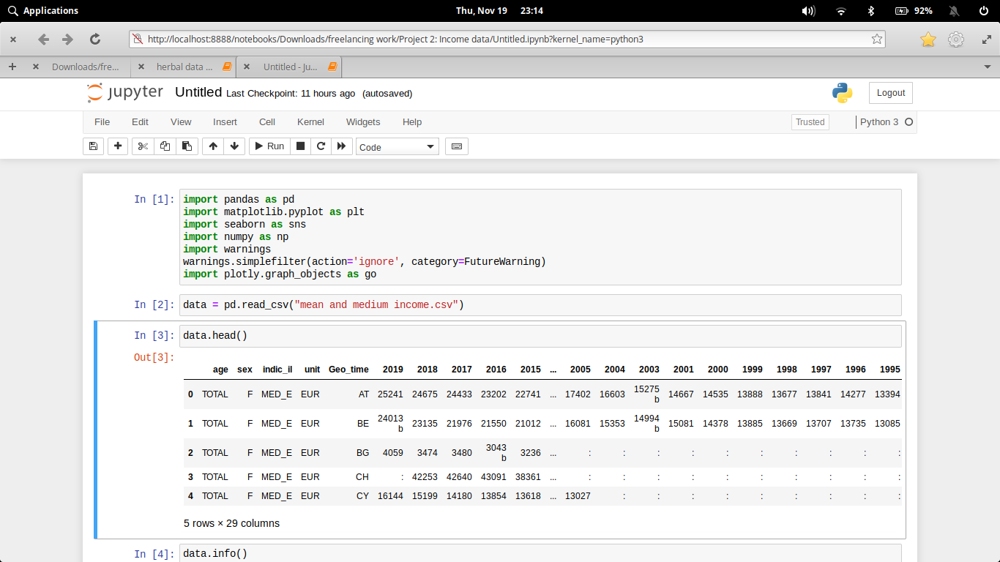 Applications Thu, Nov 19 23:14 92%
http://localhost:8888/notebooks/Downloads/freelancing work/Project 2: Income data/Untitled.ipynb?kernel_name=python3
Downloads/fre... herbal data ... Untitled - Ju...
jupyter Untitled Last Checkpoint: 11 hours ago (autosaved) Logout
File Edit View Insert Cell Kernel Widgets Help Trusted Python 3
Run Code
In [1]: import pandas as pd
import matplotlib.pyplot as plt
import seaborn as sns
import numpy as np
import warnings
warnings.simplefilter(action='ignore', category=FutureWarning)
import plotly.graph_objects as go
In [2]: data = pd.read_csv("mean and medium income.csv")
In [3]: data.head()
Out[3]:
age sex indic_il unit Geo_time 2019 2018 2017 2016 2015 ... 2005 2004 2003 2001 2000 1999 1998 1997 1996 1995
0 TOTAL F MED_E EUR AT 25241 24675 24433 23202 22741 ... 17402 16603 15275 b 14667 14535 13888 13677 13841 14277 13394
1 TOTAL F MED_E EUR BE 24013 b 23135 21976 21550 21012 ... 16081 15353 14994 b 15081 14378 13885 13669 13707 13735 13085
2 TOTAL F MED_E EUR BG 4059 3474 3480 3043 b 3236 ... : : : : : : : : : :
3 TOTAL F MED_E EUR CH : 42253 42640 43091 38361 ... : : : : : : : : : :
4 TOTAL F MED_E EUR CY 16144 15199 14180 13854 13618 ... 13027 : : : : : : : : :
5 rows × 29 columns
In [4]: data.info()